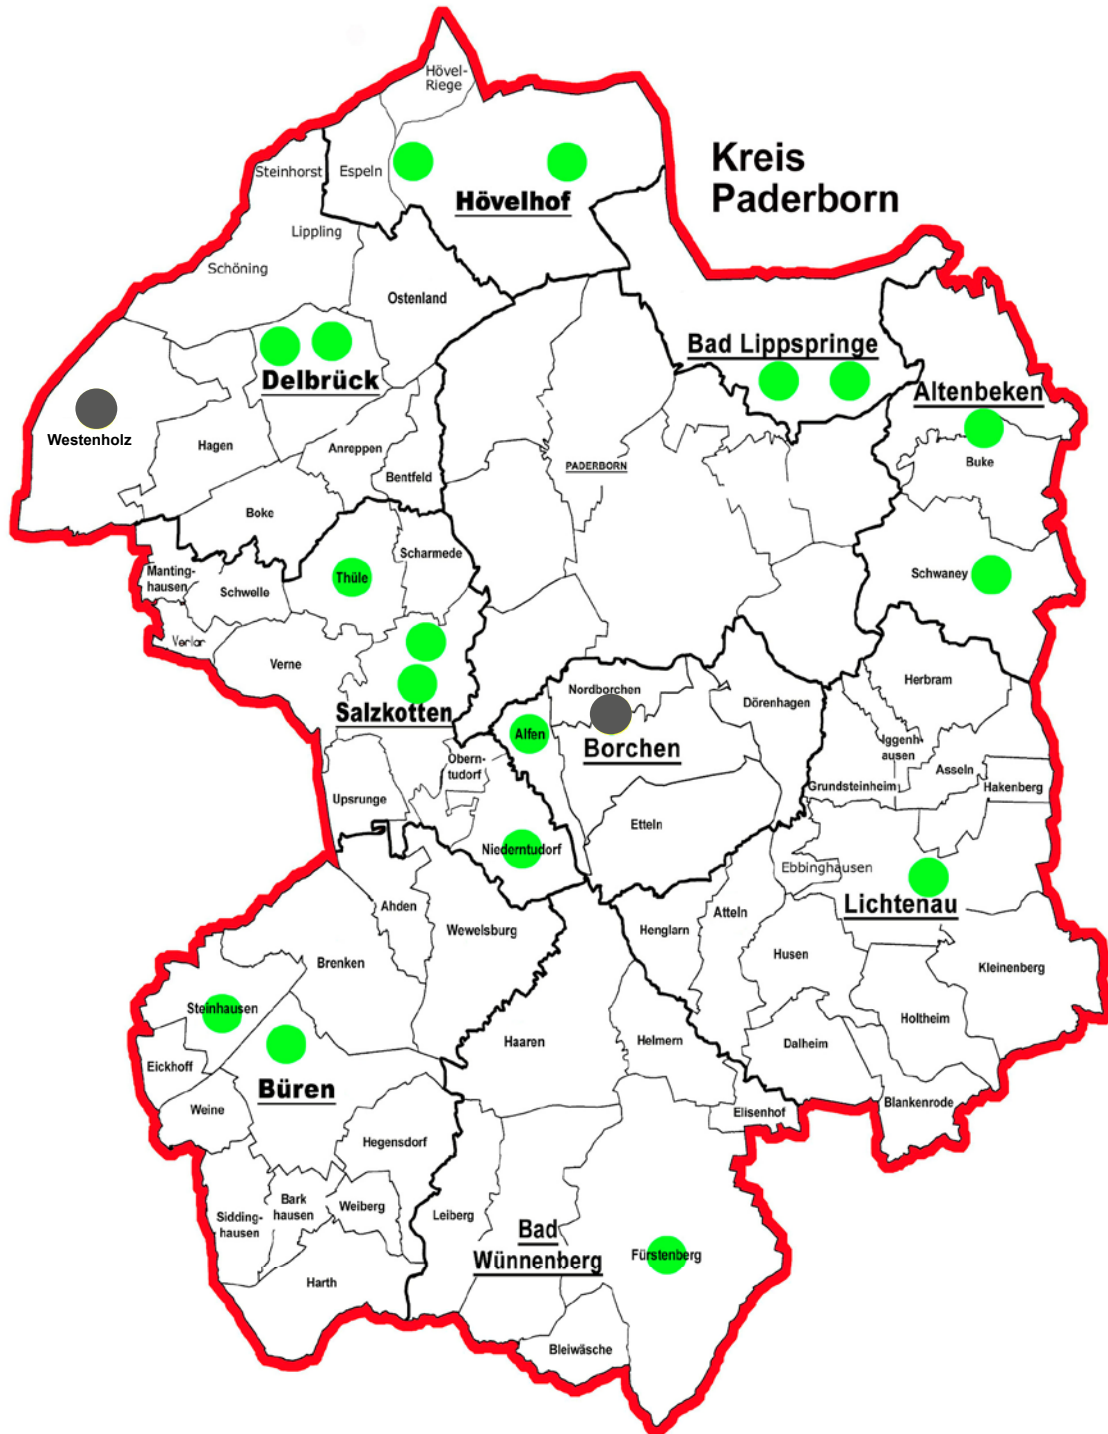 Hövel-
Riege
Kreis
Paderborn
Steinhorst
Espeln
Hövelhof
Lippling
Schöning
Ostenland
Bad Lippspringe
Delbrück
Altenbeken
Westenholz
Hagen
Anreppen
Bentfeld
PADERBORN
Buke
Boke
Scharmede
Manting-
hausen
Schwelle
Thüle
Schwaney
Verlar
Verne
Nordborchen
Dörenhagen
Herbram
Salzkotten
Alfen
Borchen
Iggenh-
ausen
Obern-
tudorf
Asseln
Grundsteinheim
Hakenberg
Upsrunge
Etteln
Niederntudorf
Ebbinghausen
Lichtenau
Ahden
Atteln
Wewelsburg
Henglarn
Husen
Brenken
Kleinenberg
Steinhausen
Holtheim
Haaren
Helmern
Dalheim
Eickhoff
Büren
Weine
Elisenhof
Blankenrode
Hegensdorf
Bark
hausen
Weiberg
Sidding-
hausen
Leiberg
Bad
Wünnenberg
Fürstenberg
Harth
Bleiwäsche